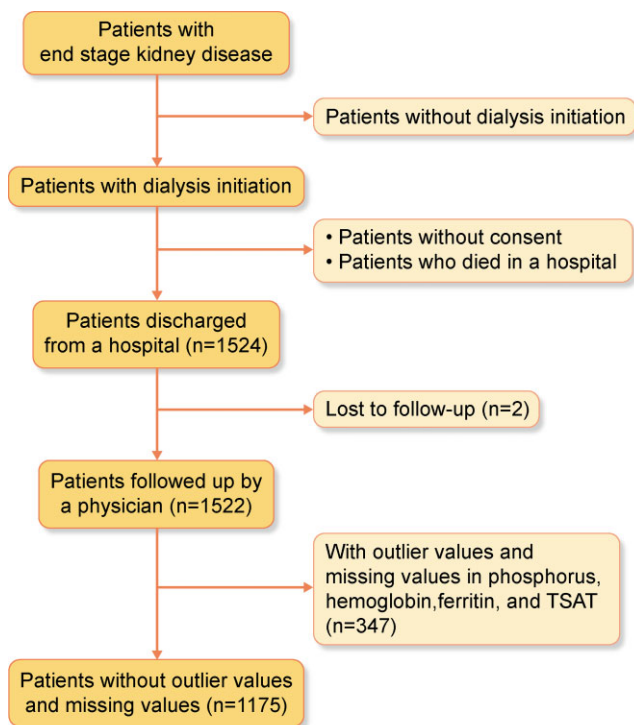 Patients with
end stage kidney disease
Patients without dialysis initiation
Patients with dialysis initiation
• Patients without consent
• Patients who died in a hospital
Patients discharged
from a hospital (n=1524)
Lost to follow-up (n=2)
Patients followed up by
a physician (n=1522)
With outlier values and
missing values in phosphorus,
hemoglobin,ferritin, and TSAT
(n=347)
Patients without outlier values
and missing values (n=1175)